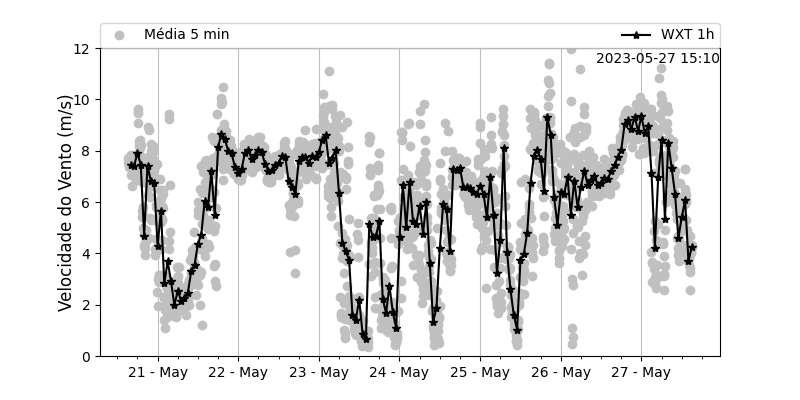 Média 5 min
WXT 1h
2023-05-27 15:10
Velocidade do Vento (m/s)
12
10
8
6
4
2
0
21 - May
22 - May
23 - May
24 - May
25 - May
26 - May
27 - May